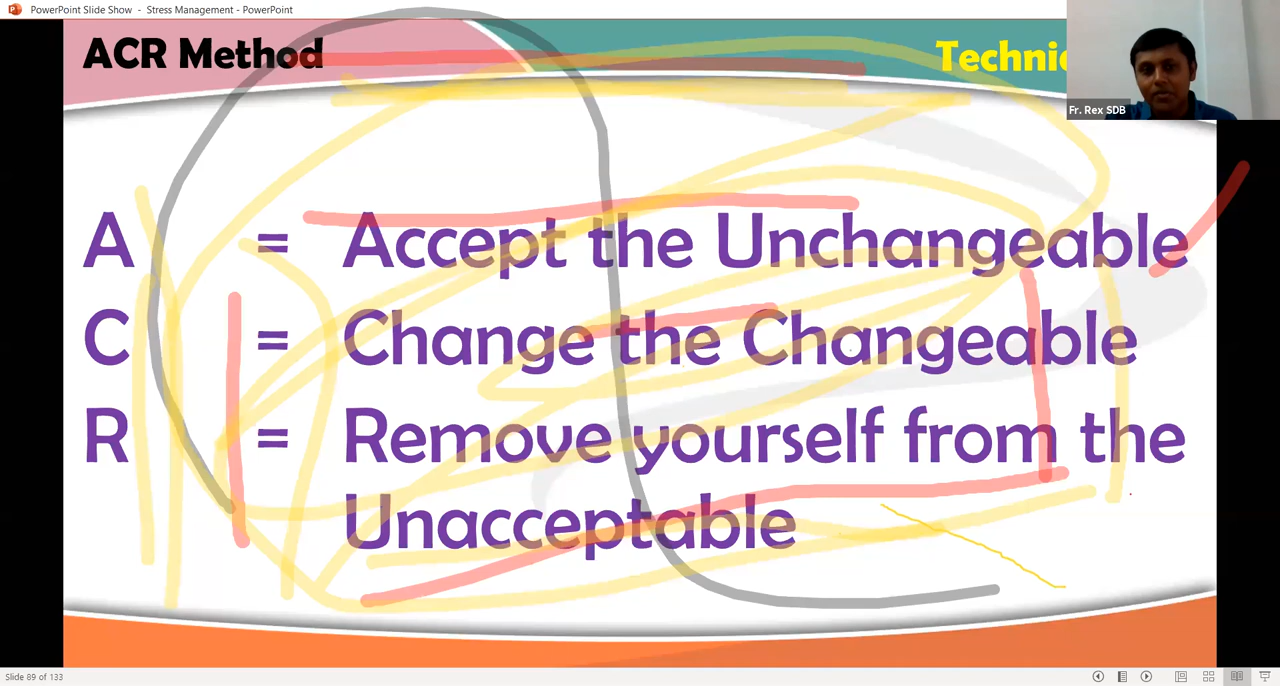 PowerPoint Slide Show - Stress Management - PowerPoint
ACR Method
Fr. Rex SDB
A = Accept the Unchangeable
C = Change the Changeable
R = Remove yourself from the
Unacceptable
Slide 89 of 133